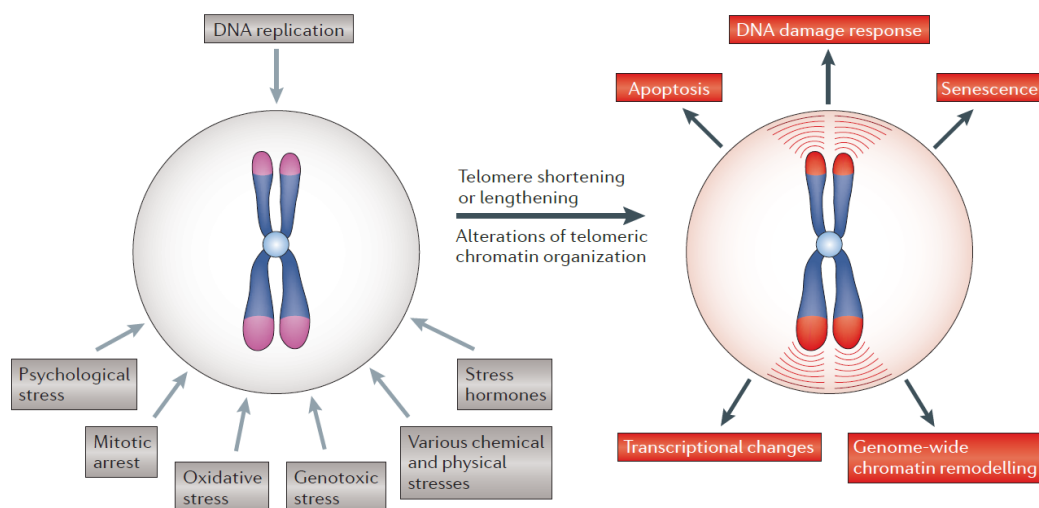 DNA replication
Psychological
stress
Mitotic
arrest
Oxidative
stress
Genotoxic
stress
Various chemical
and physical
stresses
Stress
hormones
Telomere shortening
or lengthening
Alterations of telomeric
chromatin organization
DNA damage response
Apoptosis
Senescence
Transcriptional changes
Genome-wide
chromatin remodelling